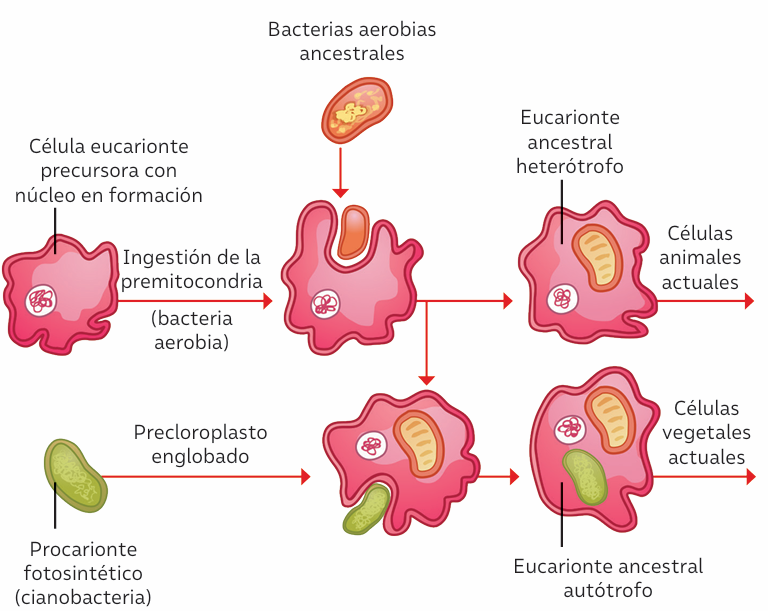 Bacterias aerobias
ancestrales
Célula eucarionte
precursora con
núcleo en formación
Eucarionte
ancestral
heterótrofo
Ingestión de la
premitocondria
(bacteria
aerobia)
Células
animales
actuales
Precloroplasto
englobado
Células
vegetales
actuales
Procarionte
fotosintético
(cianobacteria)
Eucarionte ancestral
autótrofo